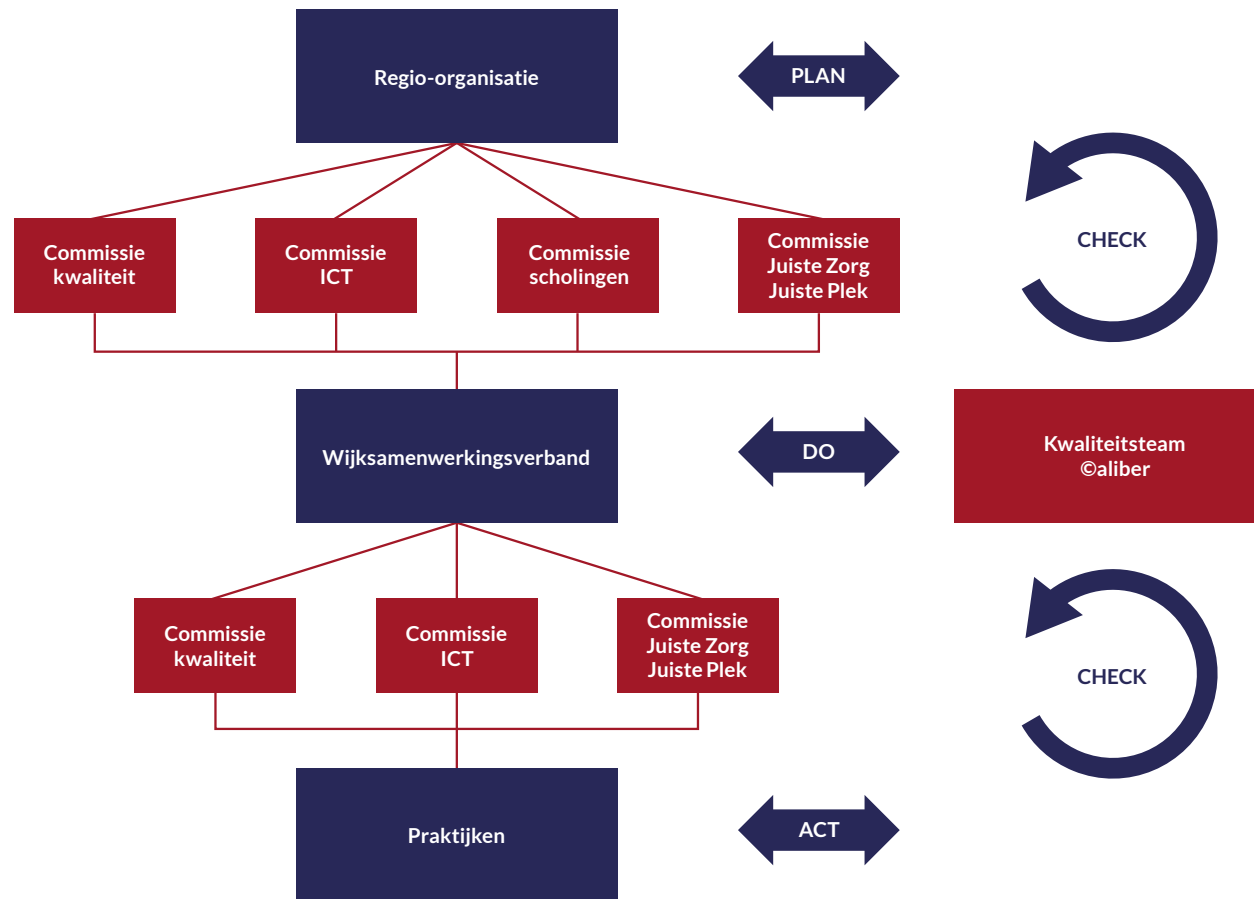 Regio-organisatie
PLAN
Commissie
kwaliteit
Commissie
ICT
Commissie
scholingen
Commissie
Juiste Zorg
Juiste Plek
CHECK
Wijksamenwerkingsverband
DO
Kwaliteitsteam
©aliber
Commissie
kwaliteit
Commissie
ICT
Commissie
Juiste Zorg
Juiste Plek
CHECK
Praktijken
ACT